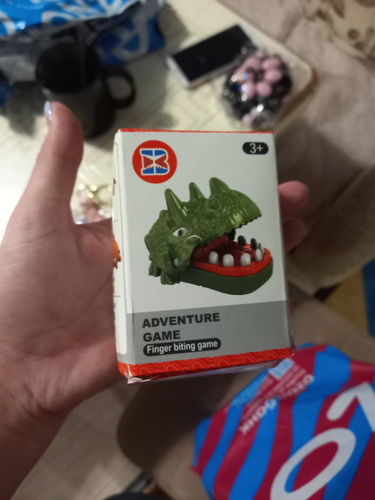 B
3+
ADVENTURE
GAME
Finger biting game